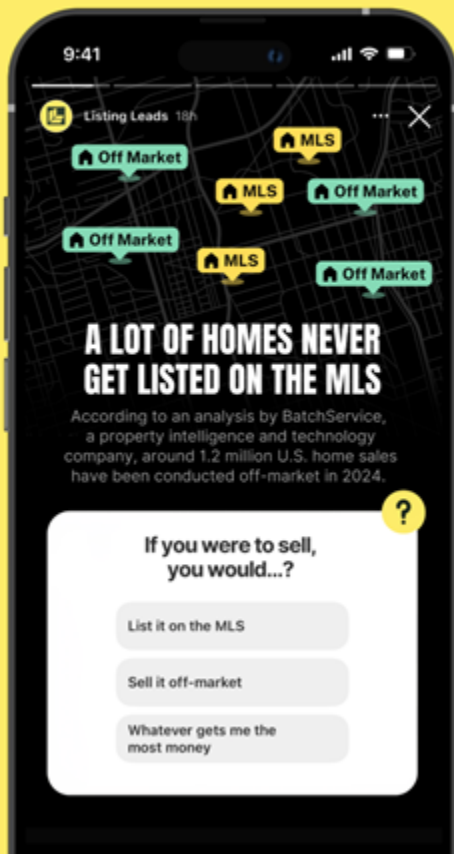 9:41
Listing Leads 18h
MLS
Off Market
MLS
Off Market
Off Market
MLS
Off Market
A LOT OF HOMES NEVER
GET LISTED ON THE MLS
According to an analysis by BatchService,
a property intelligence and technology
company, around 1.2 million U.S. home sales
have been conducted off-market in 2024.
?
If you were to sell,
you would...?
List it on the MLS
Sell it off-market
Whatever gets me the
most money